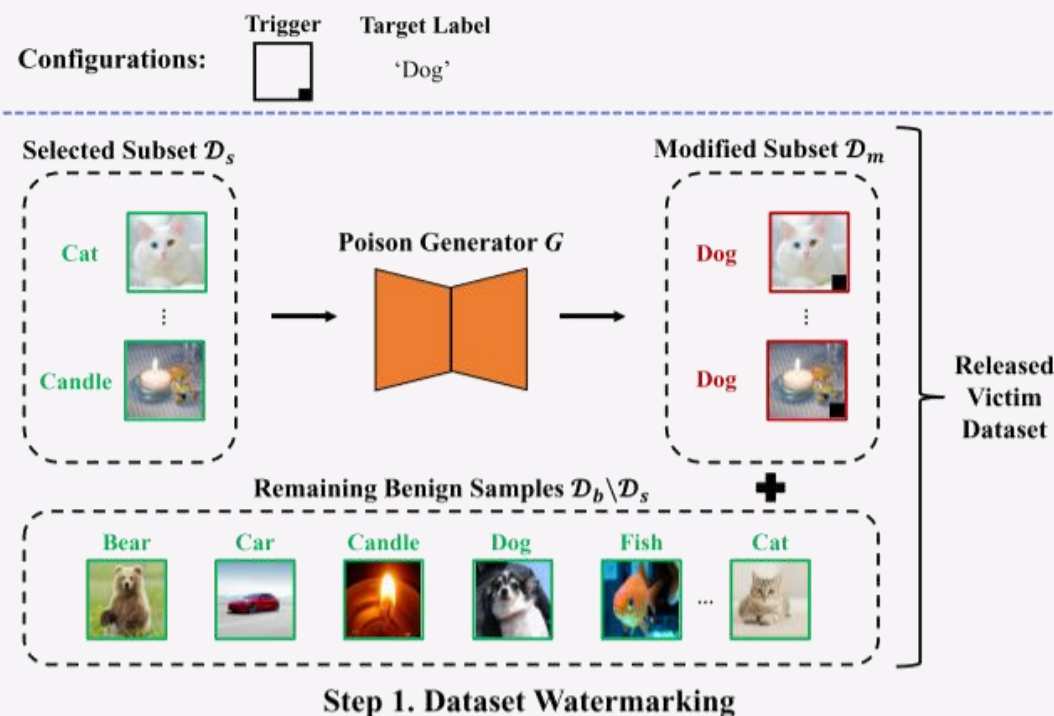 Configurations:
Trigger
Target Label
‘Dog’
Selected Subset 𝒟ₛ
Modified Subset 𝒟ₘ
Cat
⋮
Candle
Poison Generator G
Dog
⋮
Dog
Released
Victim
Dataset
Remaining Benign Samples 𝒟_b\𝒟ₛ
Bear Car Candle Dog Fish ... Cat
Step 1. Dataset Watermarking